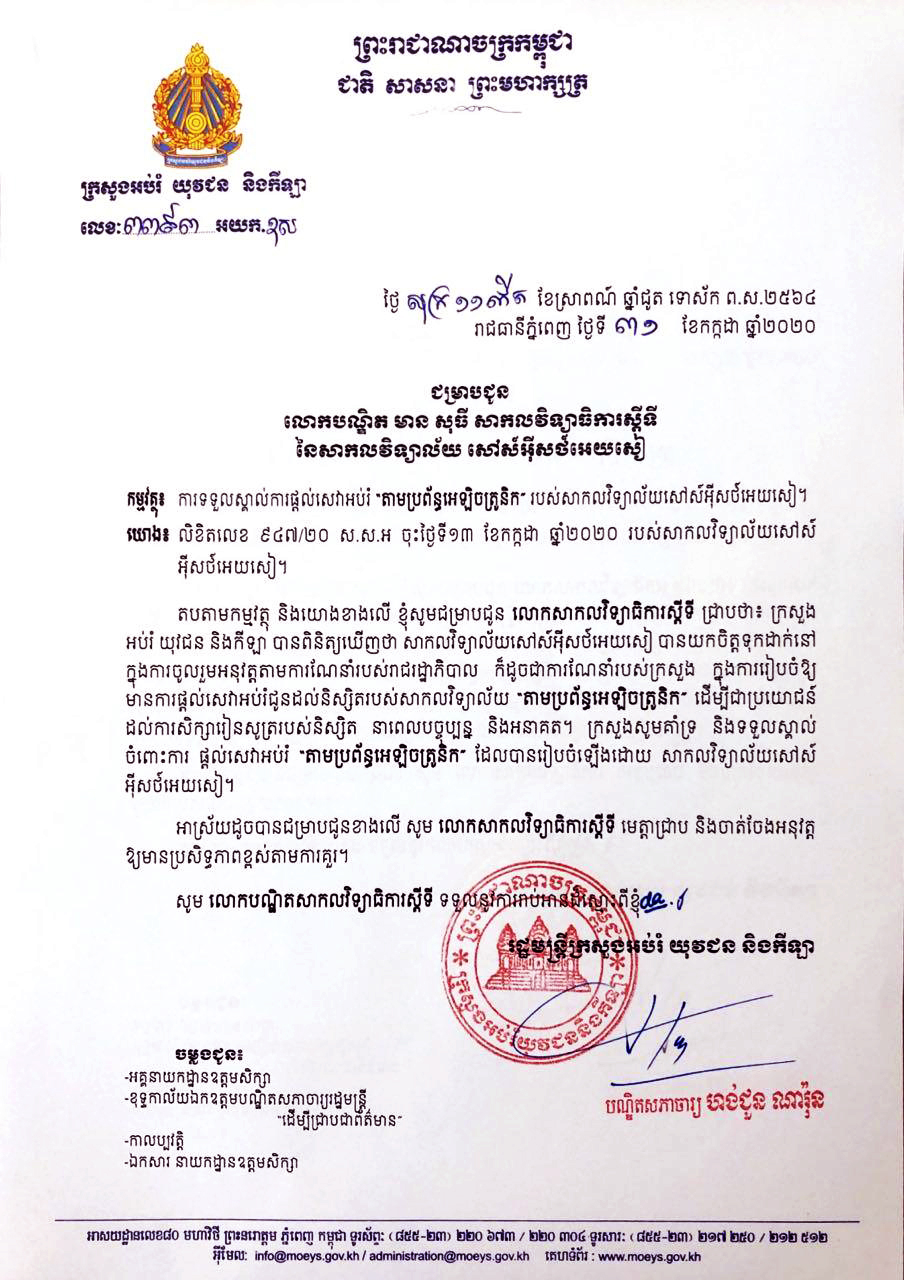 ព្រះរាជាណាចក្រកម្ពុជា
ជាតិ សាសនា ព្រះមហាក្សត្រ
ក្រសួងអប់រំ យុវជន និងកីឡា
លេខ:៣៣៩៣ អយក.ឧស
ថ្ងៃ សុក្រ ១១កើត ខែស្រាពណ៍ ឆ្នាំជូត ទោស័ក ព.ស.២៥៦៤
រាជធានីភ្នំពេញ ថ្ងៃទី ៣១ ខែកក្កដា ឆ្នាំ២០២០
ជម្រាបជូន
លោកបណ្ឌិត មាន សុធី សាកលវិទ្យាធិការស្តីទី
នៃសាកលវិទ្យាល័យ សៅស៍អ៊ីសថ៍អេយសៀ
កម្មវត្ថុ៖ ការទទួលស្គាល់ការផ្តល់សេវាអប់រំ "តាមប្រព័ន្ធអេឡិចត្រូនិក" របស់សាកលវិទ្យាល័យសៅស៍អ៊ីសថ៍អេយសៀ។
យោង៖ លិខិតលេខ ៩៤៧/២០ ស.ស.អ ចុះថ្ងៃទី១៣ ខែកក្កដា ឆ្នាំ២០២០ របស់សាកលវិទ្យាល័យសៅស៍
អ៊ីសថ៍អេយសៀ។
តបតាមកម្មវត្ថុ និងយោងខាងលើ ខ្ញុំសូមជម្រាបជូន លោកសាកលវិទ្យាធិការស្តីទី ជ្រាបថា៖ ក្រសួង
អប់រំ យុវជន និងកីឡា បានពិនិត្យឃើញថា សាកលវិទ្យាល័យសៅស៍អ៊ីសថ៍អេយសៀ បានយកចិត្តទុកដាក់នៅ
ក្នុងការចូលរួមអនុវត្តតាមការណែនាំរបស់រាជរដ្ឋាភិបាល ក៏ដូចជាការណែនាំរបស់ក្រសួង ក្នុងការរៀបចំឱ្យ
មានការផ្តល់សេវាអប់រំជូនដល់និស្សិតរបស់សាកលវិទ្យាល័យ "តាមប្រព័ន្ធអេឡិចត្រូនិក" ដើម្បីជាប្រយោជន៍
ដល់ការសិក្សារៀនសូត្ររបស់និស្សិត នាពេលបច្ចុប្បន្ន និងអនាគត។ ក្រសួងសូមគាំទ្រ និងទទួលស្គាល់
ចំពោះការ ផ្តល់សេវាអប់រំ "តាមប្រព័ន្ធអេឡិចត្រូនិក" ដែលបានរៀបចំឡើងដោយ សាកលវិទ្យាល័យសៅស៍
អ៊ីសថ៍អេយសៀ។
អាស្រ័យដូចបានជម្រាបជូនខាងលើ សូម លោកសាកលវិទ្យាធិការស្តីទី មេត្តាជ្រាប និងចាត់ចែងអនុវត្ត
ឱ្យមានប្រសិទ្ធភាពខ្ពស់តាមការគួរ។
សូម លោកបណ្ឌិតសាកលវិទ្យាធិការស្តីទី ទទួលនូវការរាប់អានដ៏ស្មោះពីខ្ញុំ
រដ្ឋមន្ត្រីក្រសួងអប់រំ យុវជន និងកីឡា
ព្រះរាជាណាចក្រកម្ពុជា
ក្រសួងអប់រំ យុវជន និងកីឡា
បណ្ឌិតសភាចារ្យ ហង់ជួន ណារ៉ុន
ចម្លងជូន៖
-អគ្គនាយកដ្ឋានឧត្តមសិក្សា
-ខុទ្ទកាល័យឯកឧត្តមបណ្ឌិតសភាចារ្យរដ្ឋមន្ត្រី
"ដើម្បីជ្រាបជាព័ត៌មាន"
-កាលប្បវត្តិ
-ឯកសារ នាយកដ្ឋានឧត្តមសិក្សា
អាសយដ្ឋានលេខ៨០ មហាវិថី ព្រះនរោត្តម ភ្នំពេញ កម្ពុជា ទូរស័ព្ទ: (៨៥៥-២៣) ២២០ ៦៧៣ / ២២០ ៣០៤ ទូរសារ: (៨៥៥-២៣) ២១៧ ២៥០ / ២១២ ៥១២
អ៊ីមែល: info@moeys.gov.kh / administration@moeys.gov.kh គេហទំព័រ : www.moeys.gov.kh